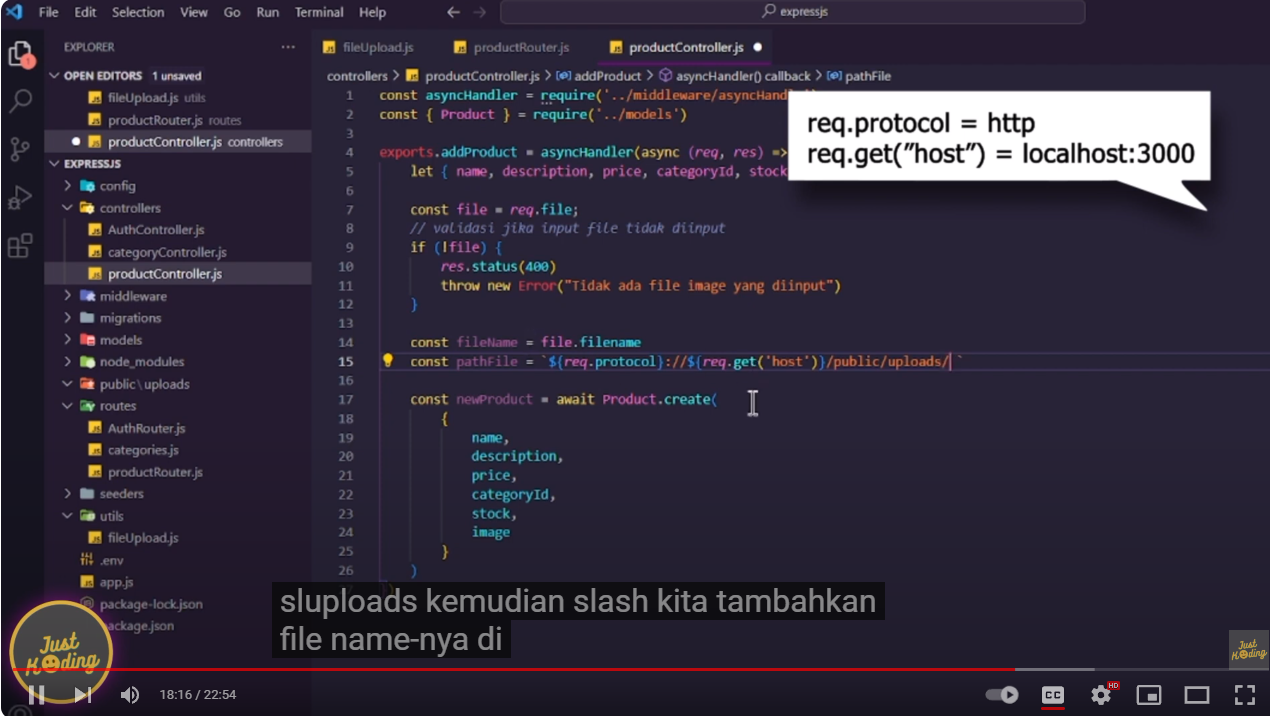 File Edit Selection View Go Run Terminal Help
expressjs
EXPLORER
OPEN EDITORS 1 unsaved
fileUpload.js utils
productRouter.js routes
productController.js controllers
EXPRESSJS
config
controllers
AuthController.js
categoryController.js
productController.js
middleware
migrations
models
node_modules
public\uploads
routes
AuthRouter.js
categories.js
productRouter.js
seeders
utils
fileUpload.js
.env
app.js
package-lock.json
package.json
fileUpload.js productRouter.js productController.js
controllers > productController.js > addProduct > asyncHandler() callback > pathFile
1 const asyncHandler = require('../middleware/asyncHand
2 const { Product } = require('../models')
3
4 exports.addProduct = asyncHandler(async (req, res) =>
5 let { name, description, price, categoryId, stock
6
7 const file = req.file;
8 // validasi jika input file tidak diinput
9 if (!file) {
10 res.status(400)
11 throw new Error("Tidak ada file image yang diinput")
12 }
13
14 const fileName = file.filename
15 const pathFile = `${req.protocol}://${req.get('host')}/public/uploads/ `
16
17 const newProduct = await Product.create(
18 {
19 name,
20 description,
21 price,
22 categoryId,
23 stock,
24 image
25 }
26 )
req.protocol = http
req.get("host") = localhost:3000
sluploads kemudian slash kita tambahkan
file name-nya di
Just
Koding
Just
Koding
18:16 / 22:54
CC
HD